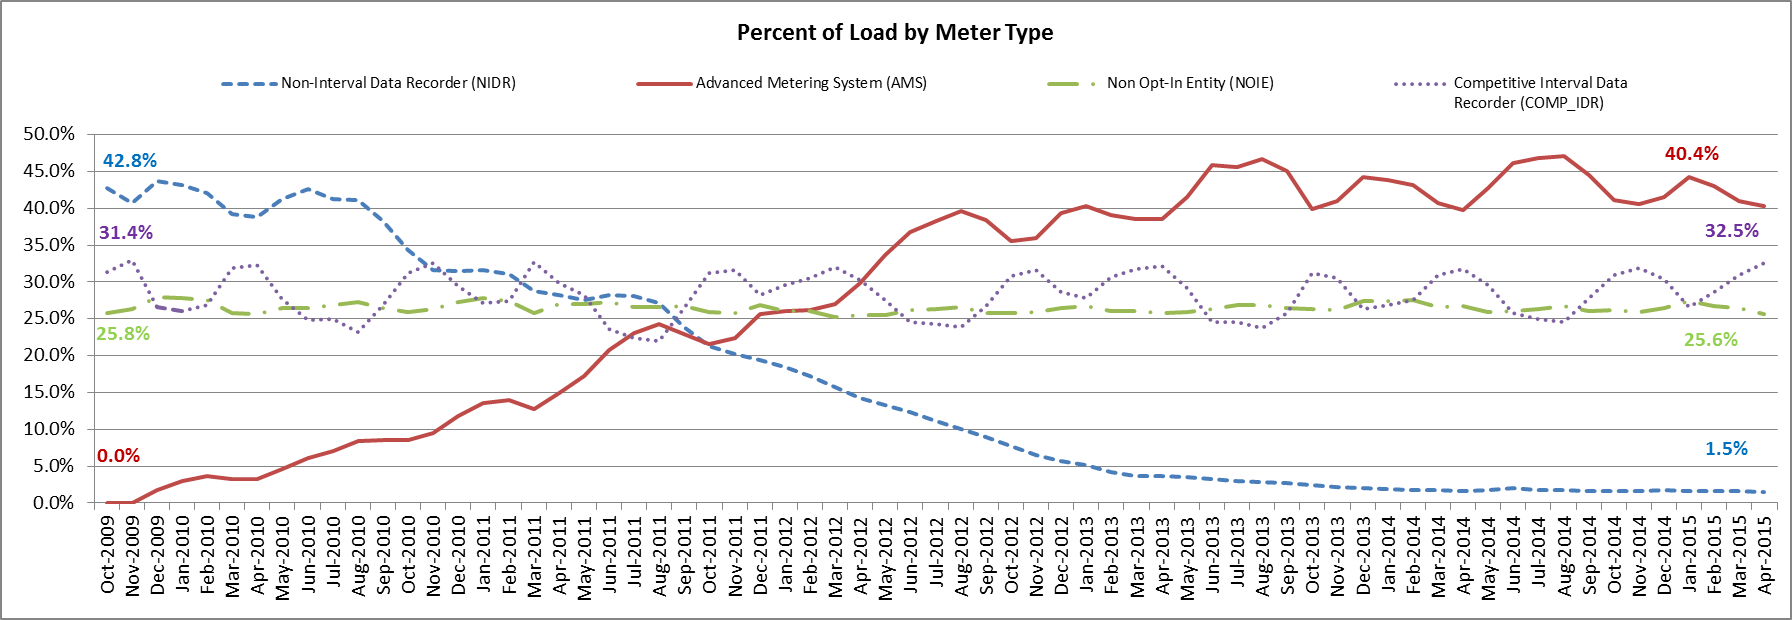 Percent of Load by Meter Type
Non-Interval Data Recorder (NIDR)
Advanced Metering System (AMS)
Non Opt-In Entity (NOIE)
Competitive Interval Data
Recorder (COMP_IDR)
50.0%
45.0%
40.0%
35.0%
30.0%
25.0%
20.0%
15.0%
10.0%
5.0%
0.0%
42.8%
31.4%
25.8%
0.0%
40.4%
32.5%
25.6%
1.5%
Oct-2009
Nov-2009
Dec-2009
Jan-2010
Feb-2010
Mar-2010
Apr-2010
May-2010
Jun-2010
Jul-2010
Aug-2010
Sep-2010
Oct-2010
Nov-2010
Dec-2010
Jan-2011
Feb-2011
Mar-2011
Apr-2011
May-2011
Jun-2011
Jul-2011
Aug-2011
Sep-2011
Oct-2011
Nov-2011
Dec-2011
Jan-2012
Feb-2012
Mar-2012
Apr-2012
May-2012
Jun-2012
Jul-2012
Aug-2012
Sep-2012
Oct-2012
Nov-2012
Dec-2012
Jan-2013
Feb-2013
Mar-2013
Apr-2013
May-2013
Jun-2013
Jul-2013
Aug-2013
Sep-2013
Oct-2013
Nov-2013
Dec-2013
Jan-2014
Feb-2014
Mar-2014
Apr-2014
May-2014
Jun-2014
Jul-2014
Aug-2014
Sep-2014
Oct-2014
Nov-2014
Dec-2014
Jan-2015
Feb-2015
Mar-2015
Apr-2015